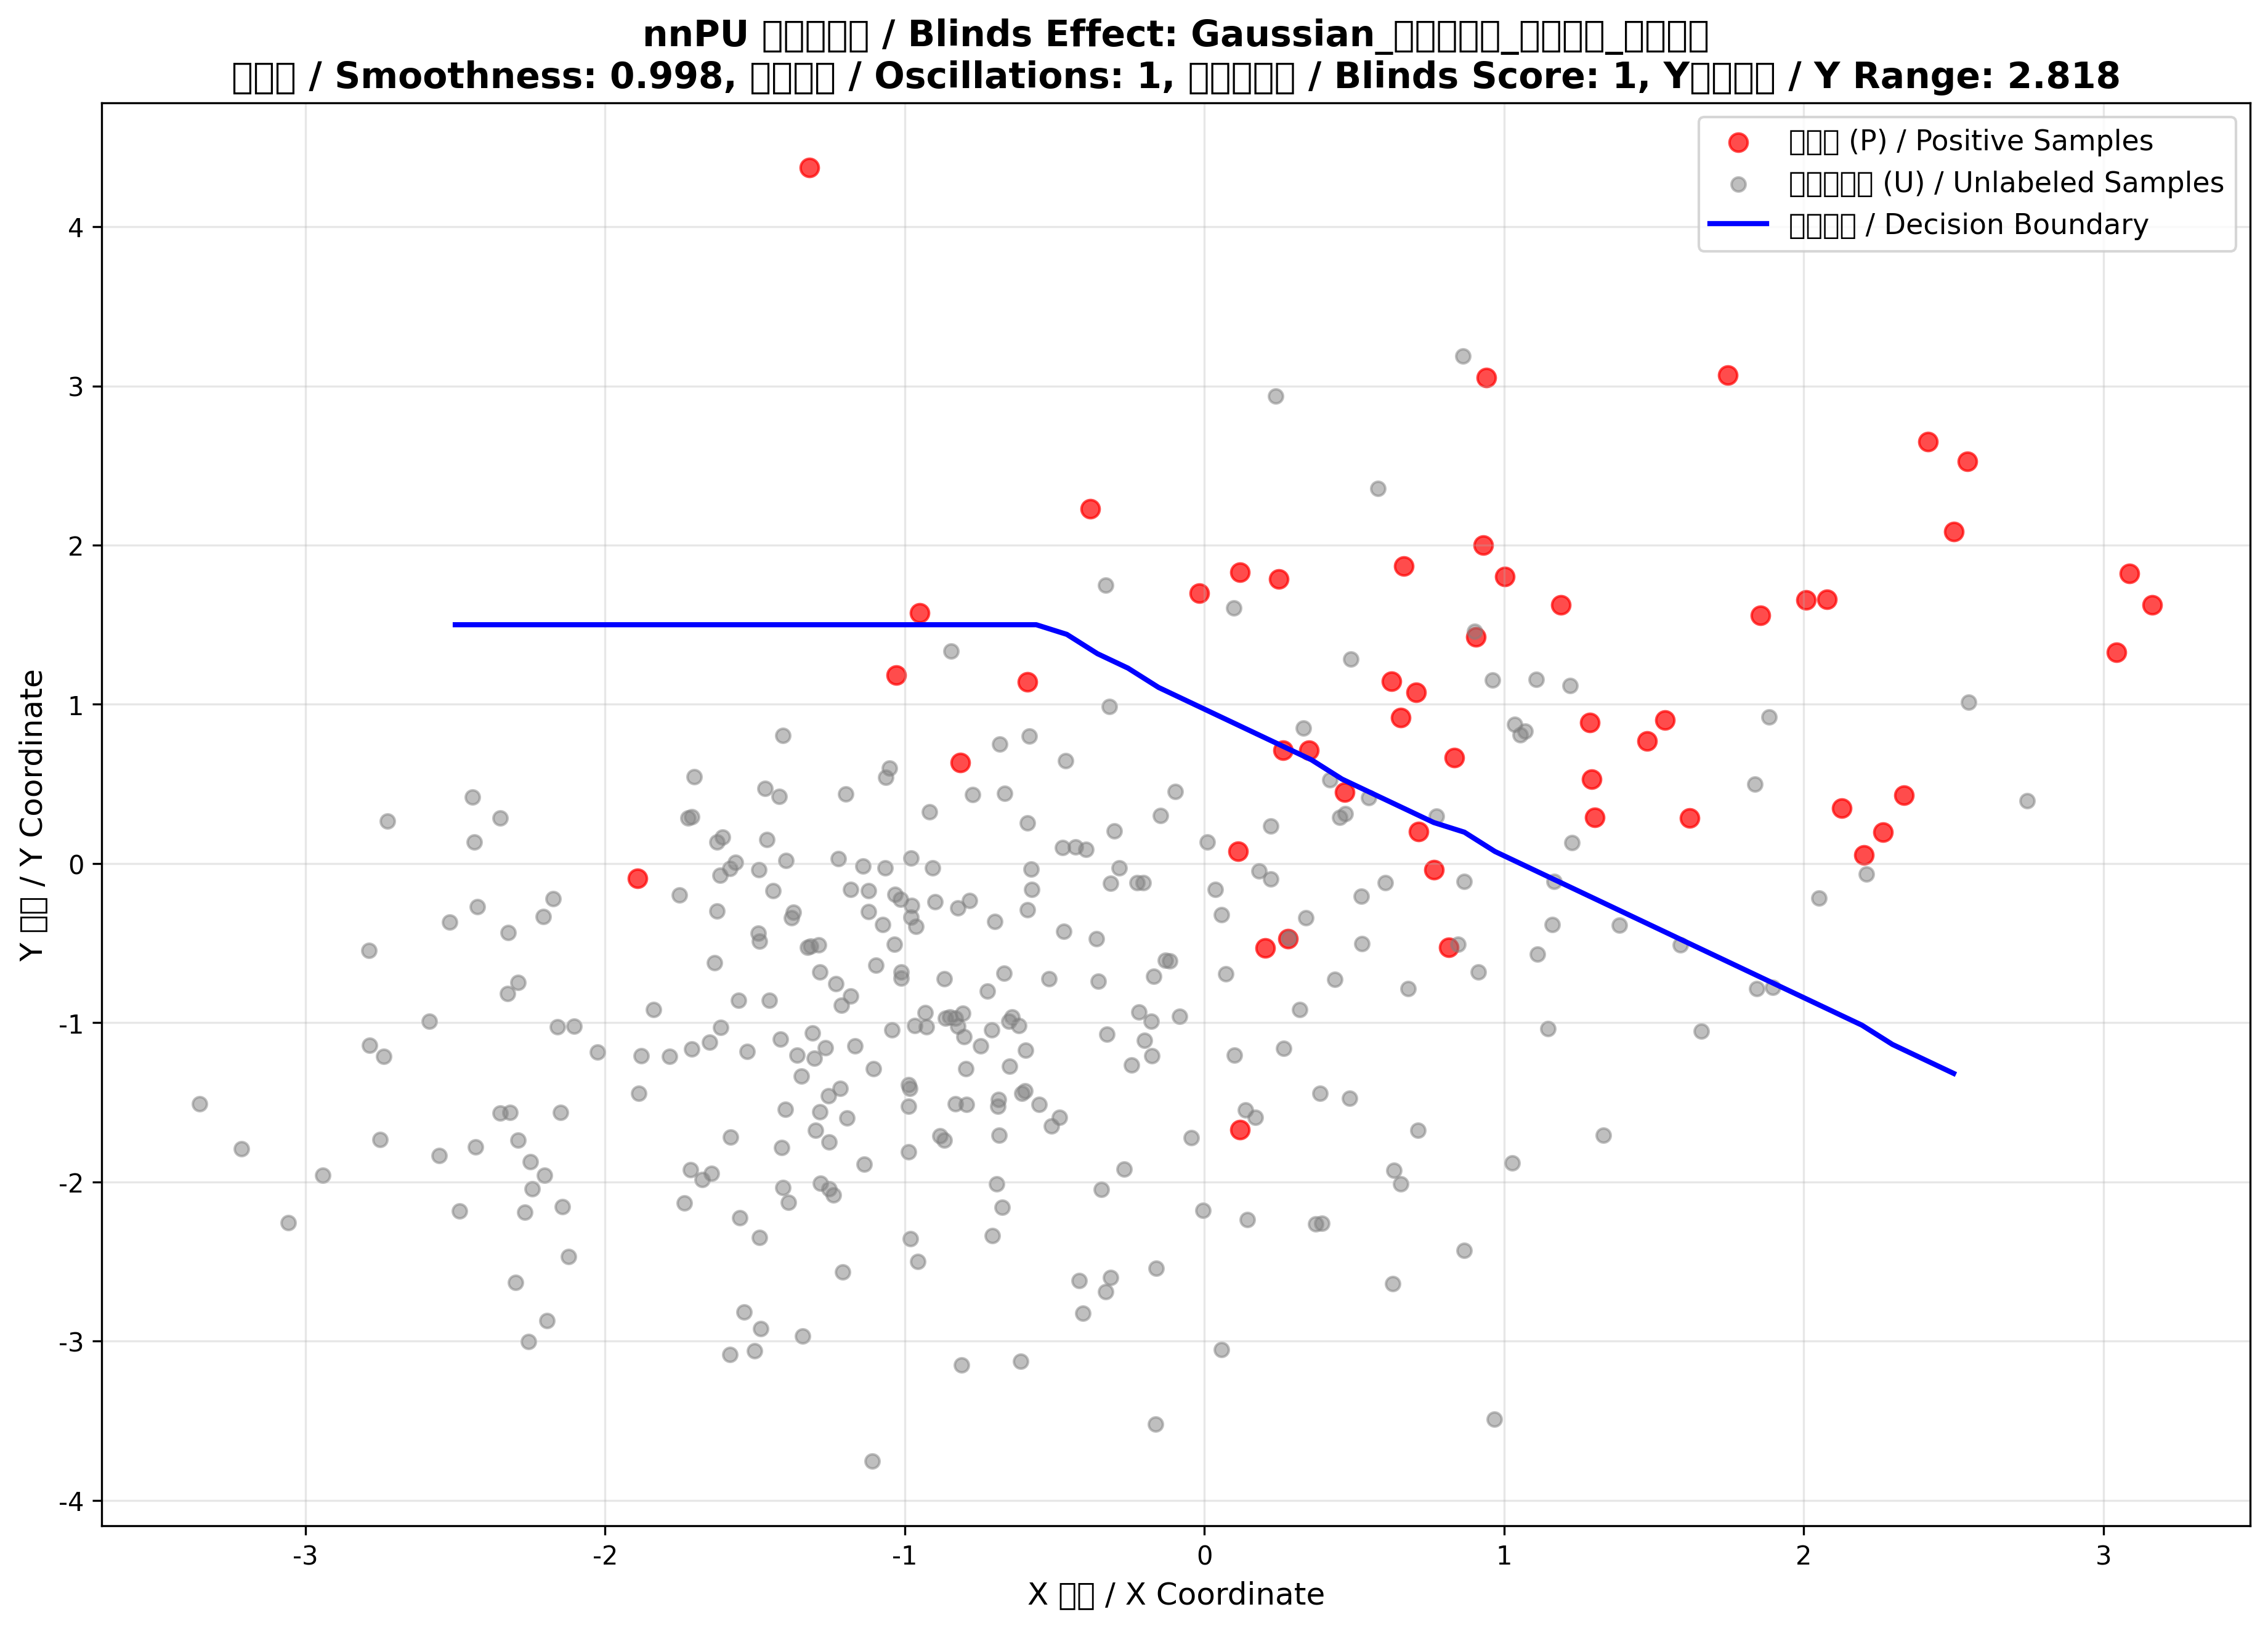 nnPU □□□□□ / Blinds Effect: Gaussian_□□□□□_□□□□_□□□□
□□□ / Smoothness: 0.998, □□□□ / Oscillations: 1, □□□□□ / Blinds Score: 1, Y□□□□ / Y Range: 2.818
□□□ (P) / Positive Samples
□□□□□ (U) / Unlabeled Samples
□□□□ / Decision Boundary
Y □□ / Y Coordinate
4
3
2
1
0
-1
-2
-3
-4
-3
-2
-1
0
1
2
3
X □□ / X Coordinate